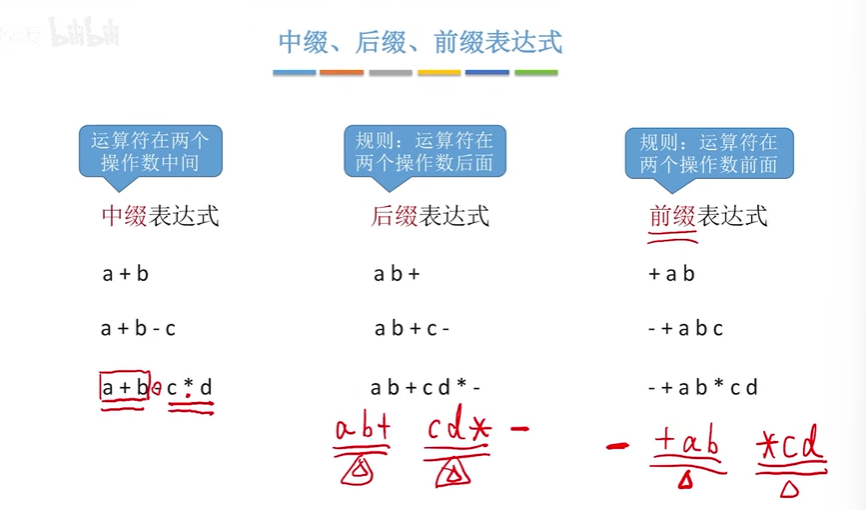 bilibili
中缀、后缀、前缀表达式
运算符在两个
操作数中间
规则：运算符在
两个操作数后面
规则：运算符在
两个操作数前面
中缀表达式
后缀表达式
前缀表达式
a + b
a b +
+ a b
a + b - c
a b + c -
- + a b c
a + b - c * d
a b + c d * -
- + a b * c d
ab+ cd* -
- +ab *cd